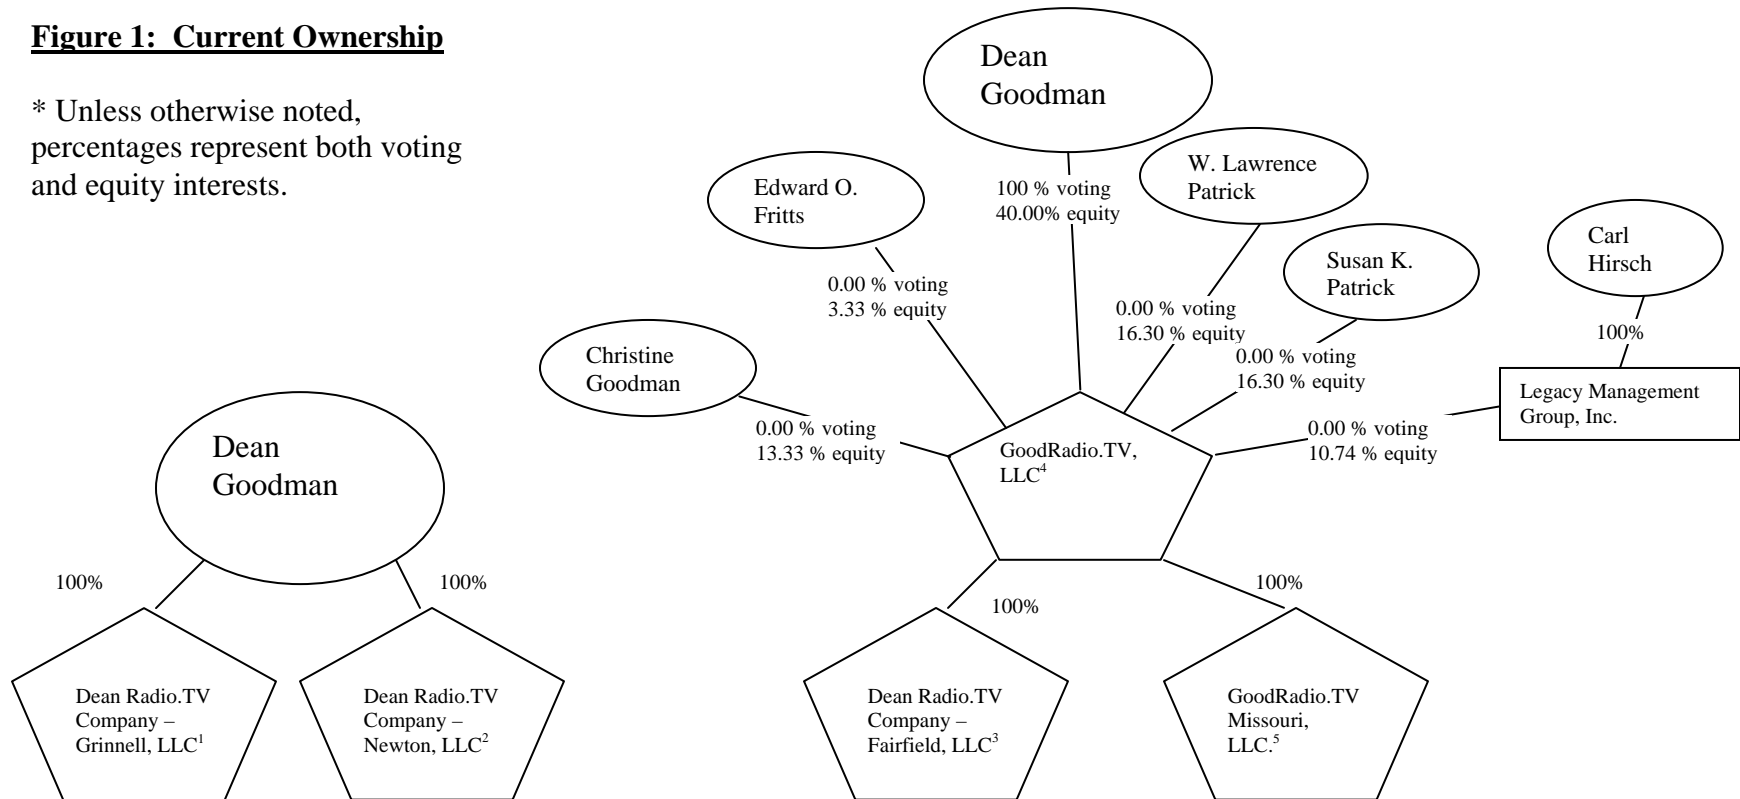 Figure 1:  Current Ownership
* Unless otherwise noted,
percentages represent both voting
and equity interests.
Dean
Goodman
W. Lawrence
Patrick
Edward O.
Fritts
100 % voting
40.00% equity
Carl
Hirsch
Susan K.
Patrick
0.00 % voting
3.33 % equity
0.00 % voting
16.30 % equity
100%
Christine
Goodman
0.00 % voting
16.30 % equity
Legacy Management
Group, Inc.
0.00 % voting
13.33 % equity
0.00 % voting
10.74 % equity
GoodRadio.TV,
LLC⁴
Dean
Goodman
100%
100%
100%
100%
Dean Radio.TV
Company –
Grinnell, LLC¹
Dean Radio.TV
Company –
Newton, LLC²
Dean Radio.TV
Company –
Fairfield, LLC³
GoodRadio.TV
Missouri,
LLC.⁵